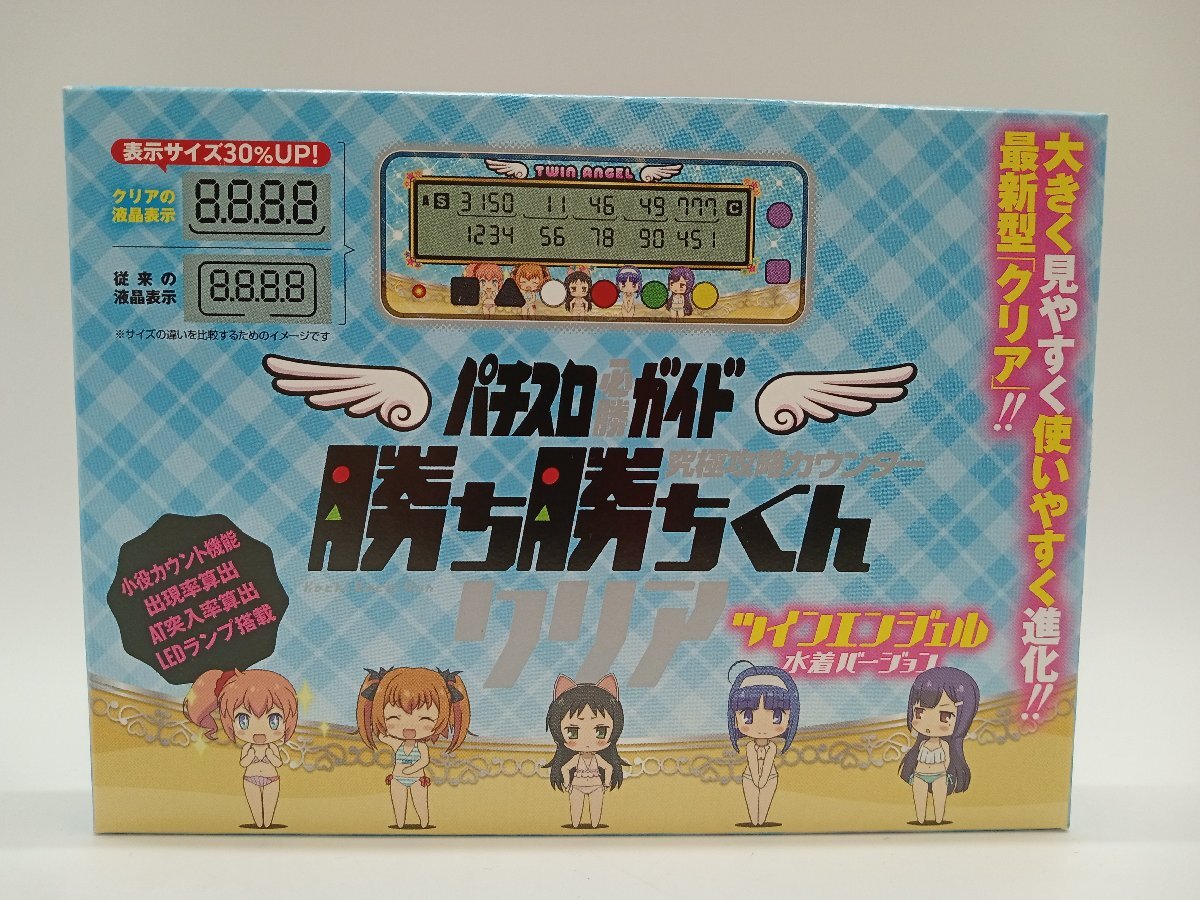 表示サイズ30%UP!
クリアの
液晶表示
8.8.8.8
従来の
液晶表示
8.8.8.8
※サイズの違いを比較するためのイメージです
TWIN ANGEL
S 3150 11 46 49 777 C
1234 56 78 90 451
大きく見やすく使いやすく進化!!
最新型「クリア」!!
パチスロ必勝ガイド
究極攻略カウンター
勝ち勝ちくん
クリア
小役カウント機能
出現率算出
AT突入率算出
LEDランプ搭載
ツインエンジェル
水着バージョン